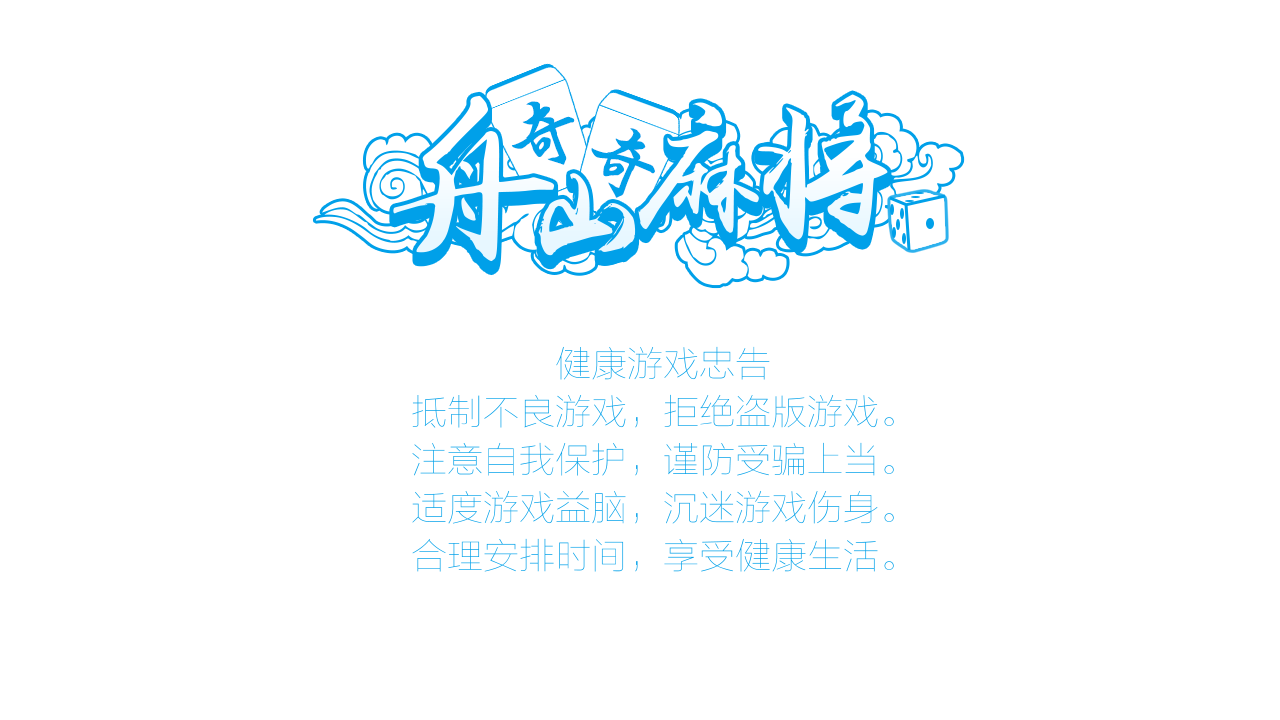 奇奇
舟山麻将
健康游戏忠告
抵制不良游戏，拒绝盗版游戏。
注意自我保护，谨防受骗上当。
适度游戏益脑，沉迷游戏伤身。
合理安排时间，享受健康生活。